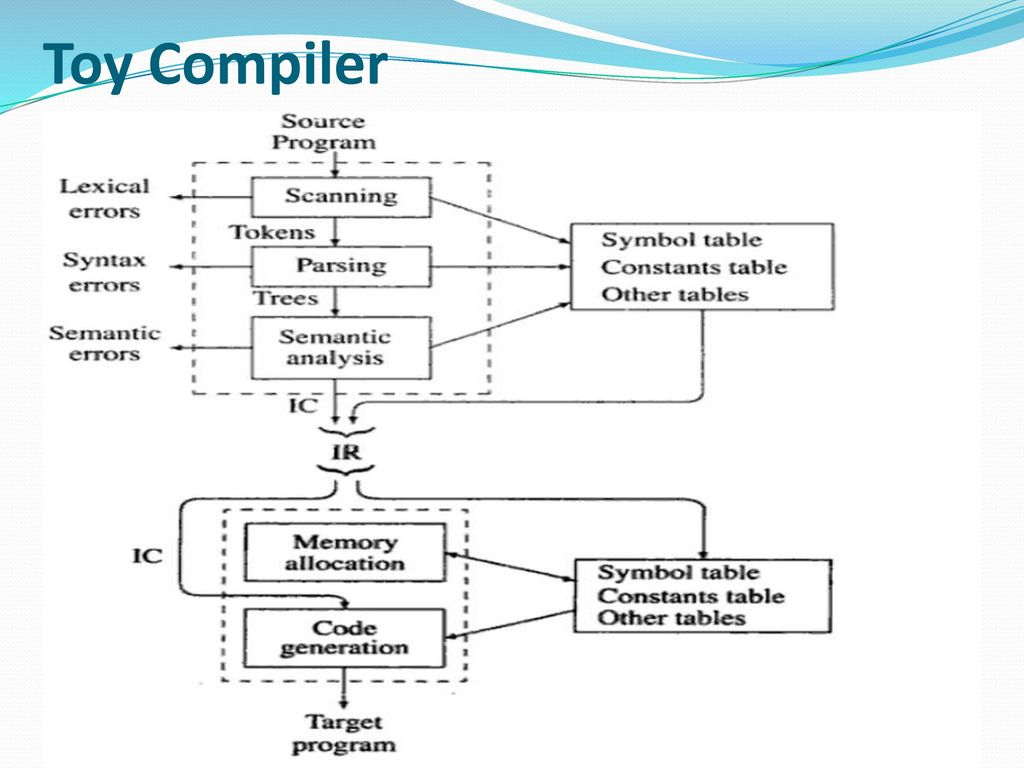 Toy Compiler
Source
Program
Lexical
errors
Scanning
Tokens
Syntax
errors
Parsing
Trees
Semantic
errors
Semantic
analysis
Symbol table
Constants table
Other tables
IC
IR
IC
Memory
allocation
Code
generation
Symbol table
Constants table
Other tables
Target
program